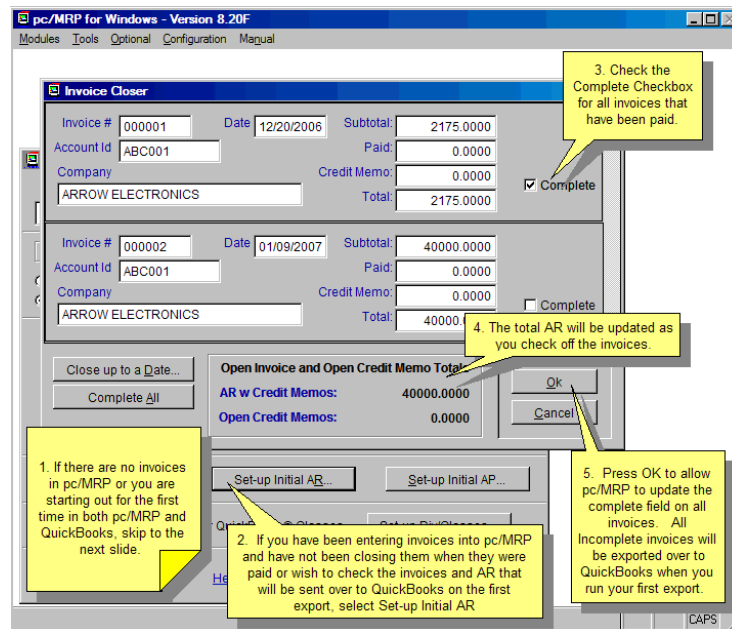 pc/MRP for Windows - Version 8.20F
Modules Tools Optional Configuration Manual
Invoice Closer
Invoice # 000001 Date 12/20/2006 Subtotal: 2175.0000
Account Id ABC001 Paid: 0.0000
Company Credit Memo: 0.0000
ARROW ELECTRONICS Total: 2175.0000
Complete
3. Check the
Complete Checkbox
for all invoices that
have been paid.
Invoice # 000002 Date 01/09/2007 Subtotal: 40000.0000
Account Id ABC001 Paid: 0.0000
Company Credit Memo: 0.0000
ARROW ELECTRONICS Total:
Complete
4. The total AR will be updated as
you check off the invoices.
Close up to a Date...
Complete All
Open Invoice and Open Credit Memo Totals
AR w Credit Memos: 40000.0000
Open Credit Memos: 0.0000
Ok
Cancel
1. If there are no invoices
in pc/MRP or you are
starting out for the first
time in both pc/MRP and
QuickBooks, skip to the
next slide.
Set-up Initial AR...
Set-up Initial AP...
2. If you have been entering invoices into pc/MRP
and have not been closing them when they were
paid or wish to check the invoices and AR that
will be sent over to QuickBooks on the first
export, select Set-up Initial AR
5. Press OK to allow
pc/MRP to update the
complete field on all
invoices. All
Incomplete invoices will
be exported over to
QuickBooks when you
run your first export.
CAPS